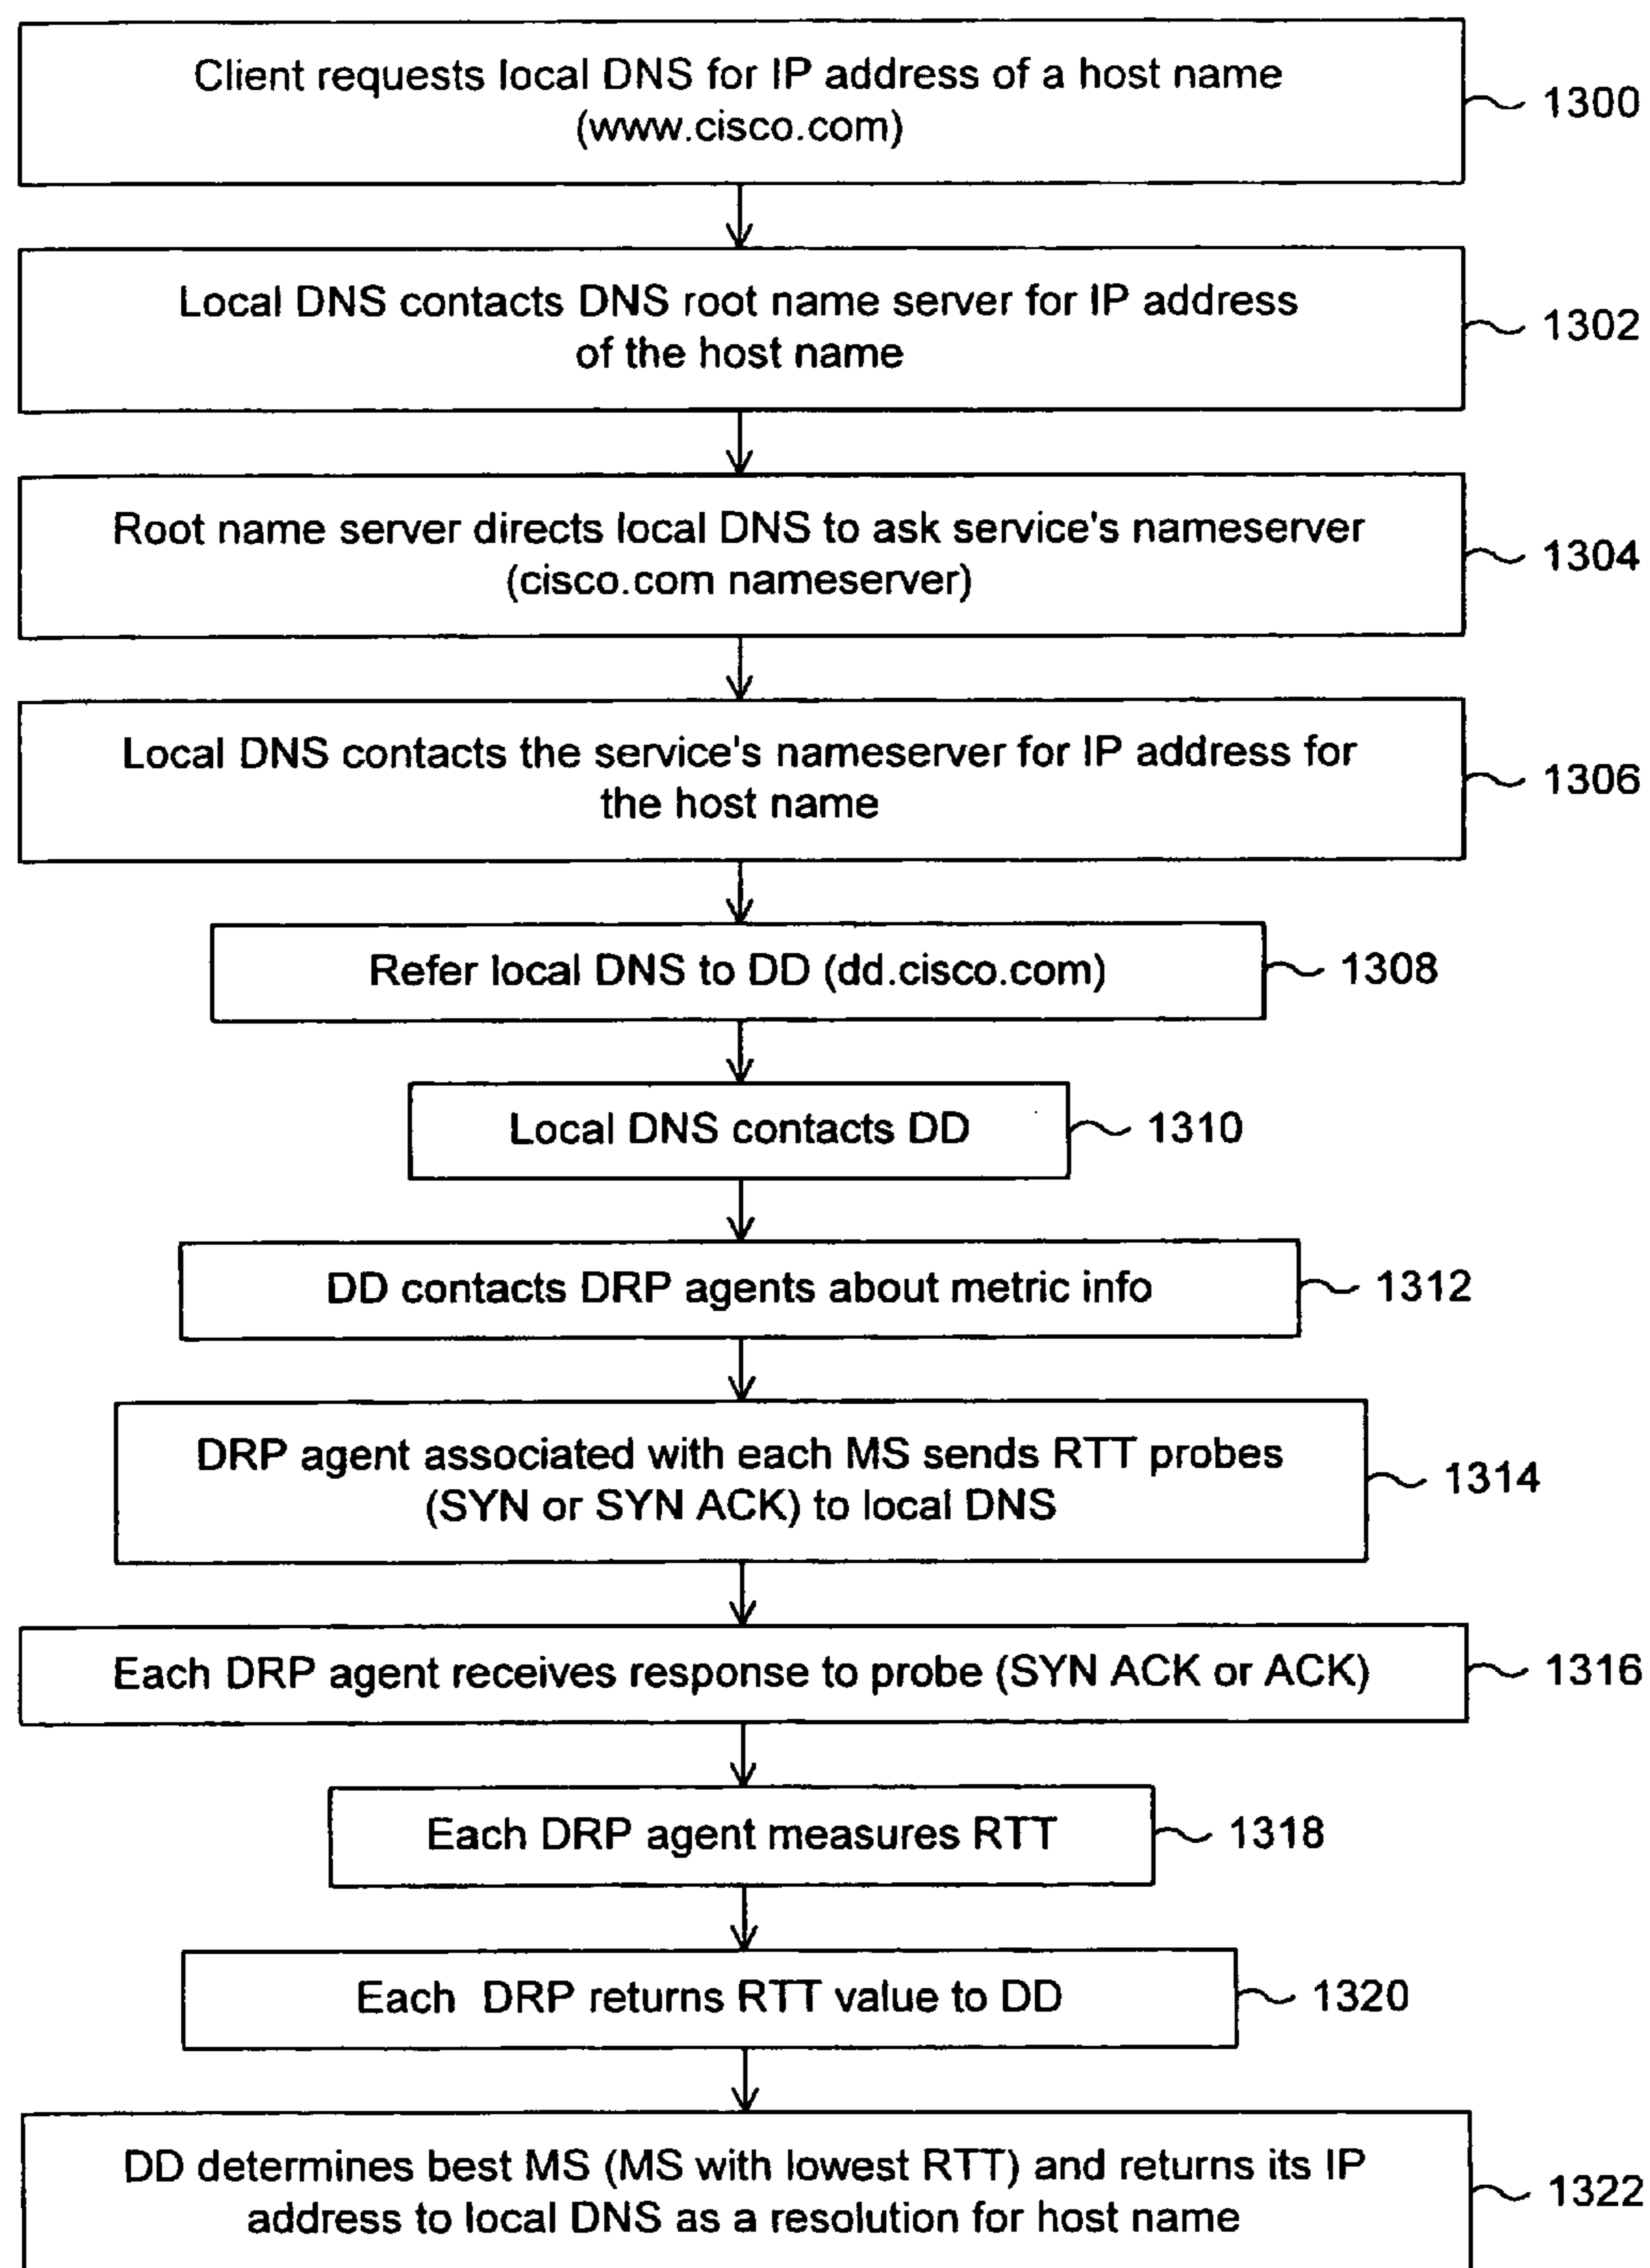 Client requests local DNS for IP address of a host name
(www.cisco.com)
1300
Local DNS contacts DNS root name server for IP address
of the host name
1302
Root name server directs local DNS to ask service's nameserver
(cisco.com nameserver)
1304
Local DNS contacts the service's nameserver for IP address for
the host name
1306
Refer local DNS to DD (dd.cisco.com)
1308
Local DNS contacts DD
1310
DD contacts DRP agents about metric info
1312
DRP agent associated with each MS sends RTT probes
(SYN or SYN ACK) to local DNS
1314
Each DRP agent receives response to probe (SYN ACK or ACK)
1316
Each DRP agent measures RTT
1318
Each DRP returns RTT value to DD
1320
DD determines best MS (MS with lowest RTT) and returns its IP
address to local DNS as a resolution for host name
1322